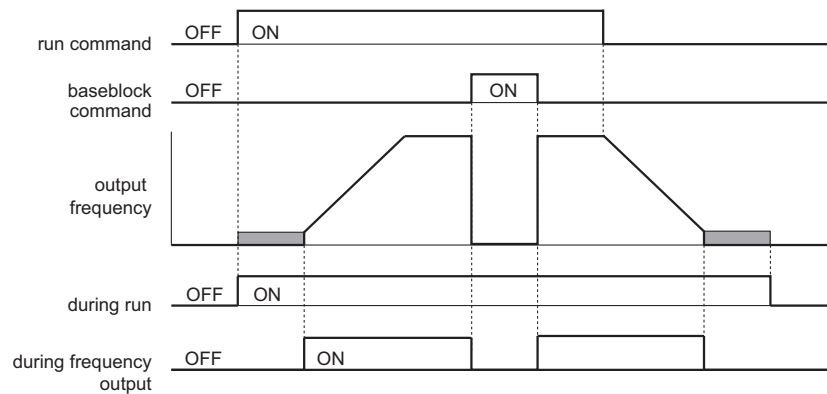 run command
OFF
ON
baseblock
command
OFF
ON
output
frequency
during run
OFF
ON
during frequency
output
OFF
ON